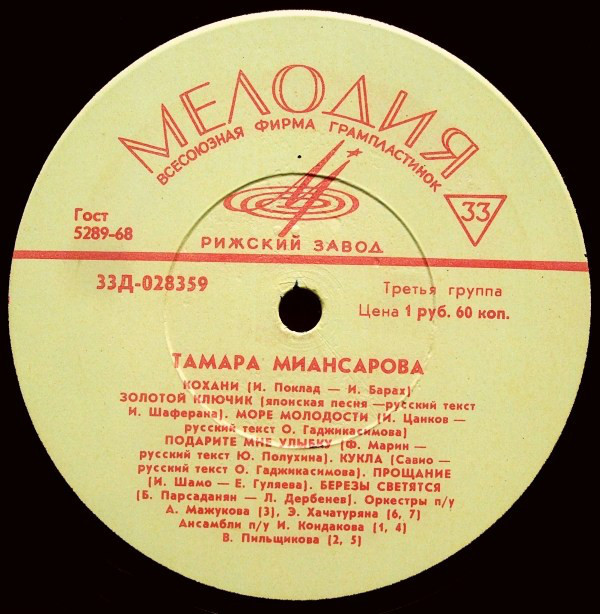 МЕЛОДИЯ
ВСЕСОЮЗНАЯ ФИРМА ГРАМПЛАСТИНОК
33
Гост
5289-68
РИЖСКИЙ ЗАВОД
33Д-028359
Третья группа
Цена 1 руб. 60 коп.
ТАМАРА МИАНСАРОВА
КОХАНИ (И. Поклад — И. Барах)
ЗОЛОТОЙ КЛЮЧИК (японская песня —русский текст
И. Шаферана). МОРЕ МОЛОДОСТИ (И. Цанков —
русский текст О. Гаджикасимова)
ПОДАРИТЕ МНЕ УЛЫБКУ (Ф. Марин —
русский текст Ю. Полухина). КУКЛА (Савио —
русский текст О. Гаджикасимова). ПРОЩАНИЕ
(И. Шамо — Е. Гуляева). БЕРЕЗЫ СВЕТЯТСЯ
(Б. Парсаданян — Л. Дербенев). Оркестры п/у
А. Мажукова (3), Э. Хачатуряна (6, 7)
Ансамбли п/у И. Кондакова (1, 4)
В. Пильщикова (2, 5)